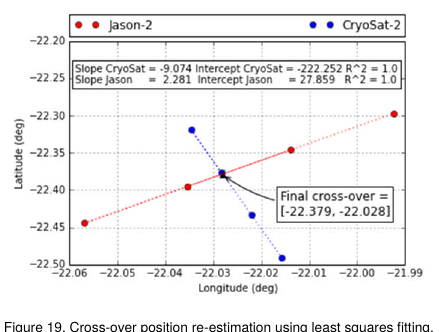 Jason-2
CryoSat-2
Slope CryoSat = -9.074 Intercept CryoSat = -222.252 R^2 = 1.0
Slope Jason = 2.281 Intercept Jason = 27.859 R^2 = 1.0
−22.20
−22.25
−22.30
−22.35
−22.40
−22.45
−22.50
Latitude (deg)
Final cross-over =
[-22.379, -22.028]
−22.06 −22.05 −22.04 −22.03 −22.02 −22.01 −22.00 −21.99
Longitude (deg)
Figure 19. Cross-over position re-estimation using least squares fitting.